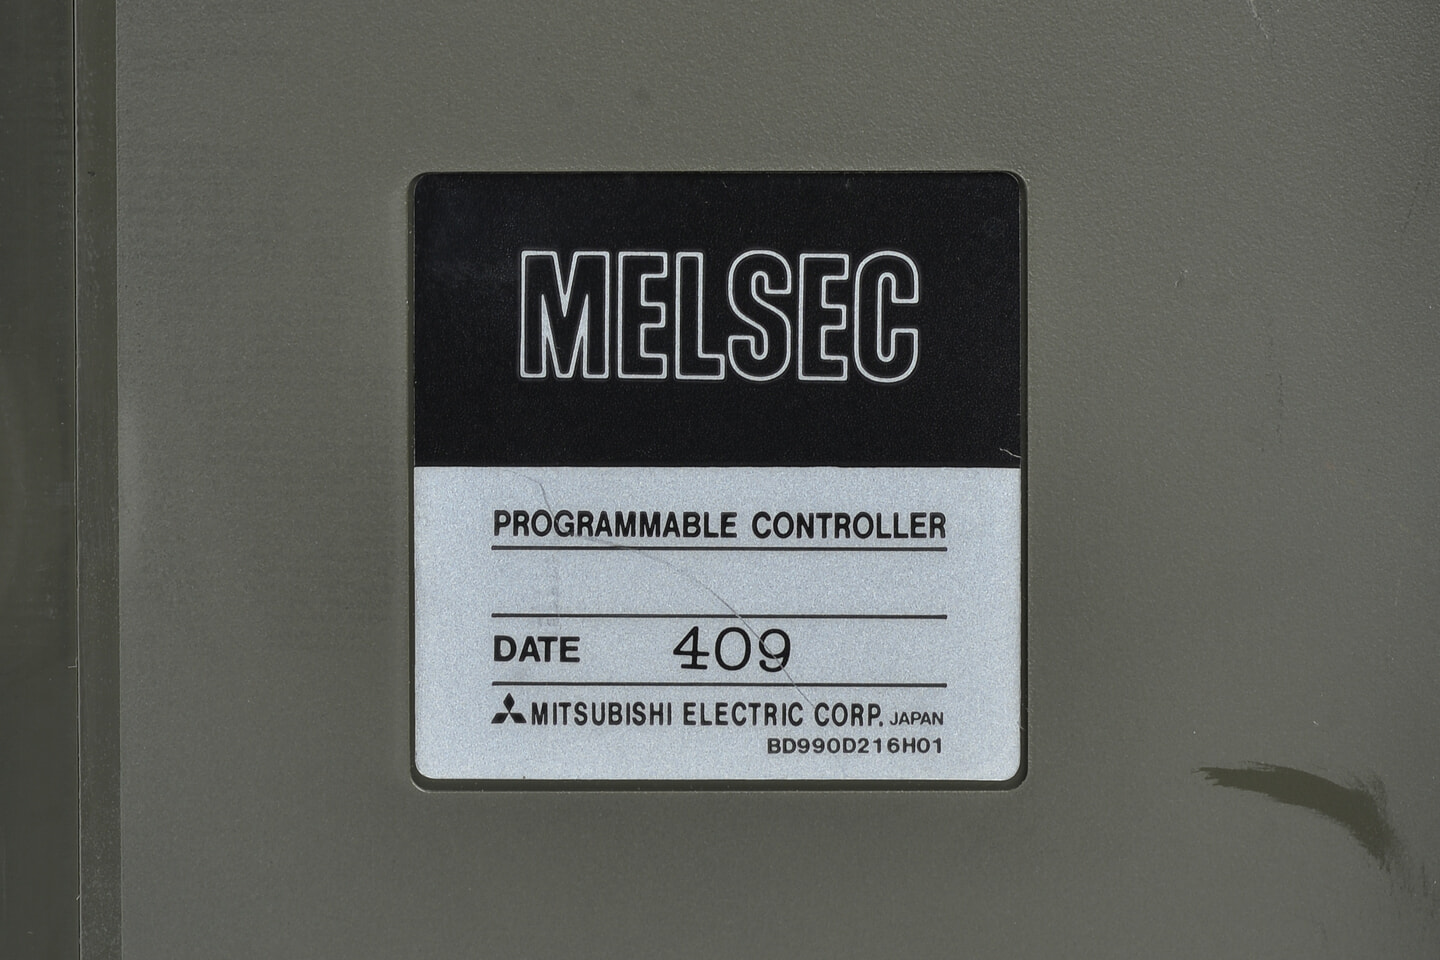 MELSEC
PROGRAMMABLE CONTROLLER
DATE 409
MITSUBISHI ELECTRIC CORP. JAPAN
BD990D216H01